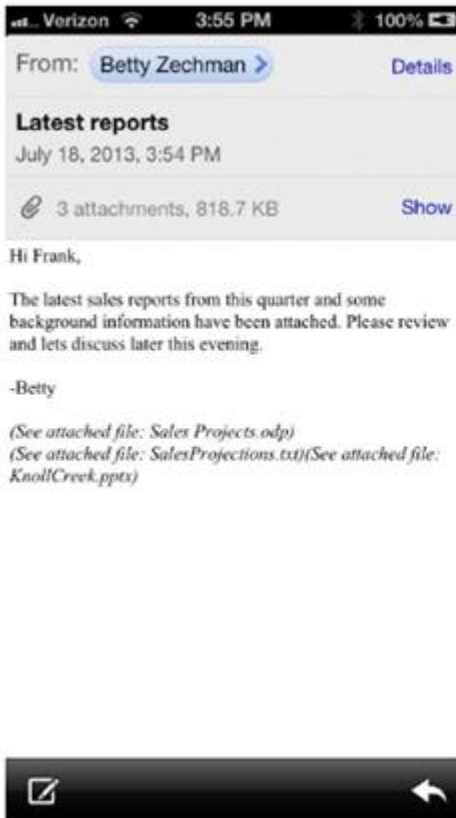 Verizon 3:55 PM 100%
From: Betty Zechman > Details
Latest reports
July 18, 2013, 3:54 PM
3 attachments, 818.7 KB Show
Hi Frank,
The latest sales reports from this quarter and some
background information have been attached. Please review
and lets discuss later this evening.
-Betty
(See attached file: Sales Projects.odp)
(See attached file: SalesProjections.txt)(See attached file:
KnollCreek.pptx)